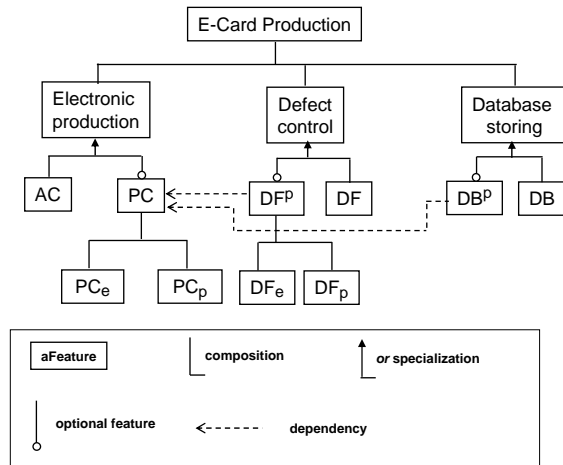 E-Card Production
Electronic
production
Defect
control
Database
storing
AC
PC
DFᵖ
DF
DBᵖ
DB
PCₑ
PCₚ
DFₑ
DFₚ
aFeature
composition
or specialization
optional feature
dependency